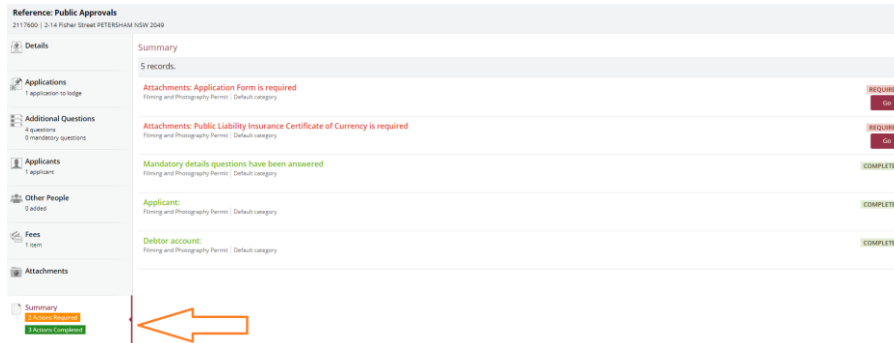 Reference: Public Approvals
2117600 | 2-14 Fisher Street PETERSHAM NSW 2049
Details
Applications
1 application to lodge
Additional Questions
4 questions
0 mandatory questions
Applicants
1 applicant
Other People
0 added
Fees
1 item
Attachments
Summary
2 Actions Required
3 Actions Completed
Summary
5 records.
Attachments: Application Form is required
Filming and Photography Permit | Default category
REQUIRE
Go
Attachments: Public Liability Insurance Certificate of Currency is required
Filming and Photography Permit | Default category
REQUIRE
Go
Mandatory details questions have been answered
Filming and Photography Permit | Default category
COMPLETE
Applicant:
Filming and Photography Permit | Default category
COMPLETE
Debtor account:
Filming and Photography Permit | Default category
COMPLETE